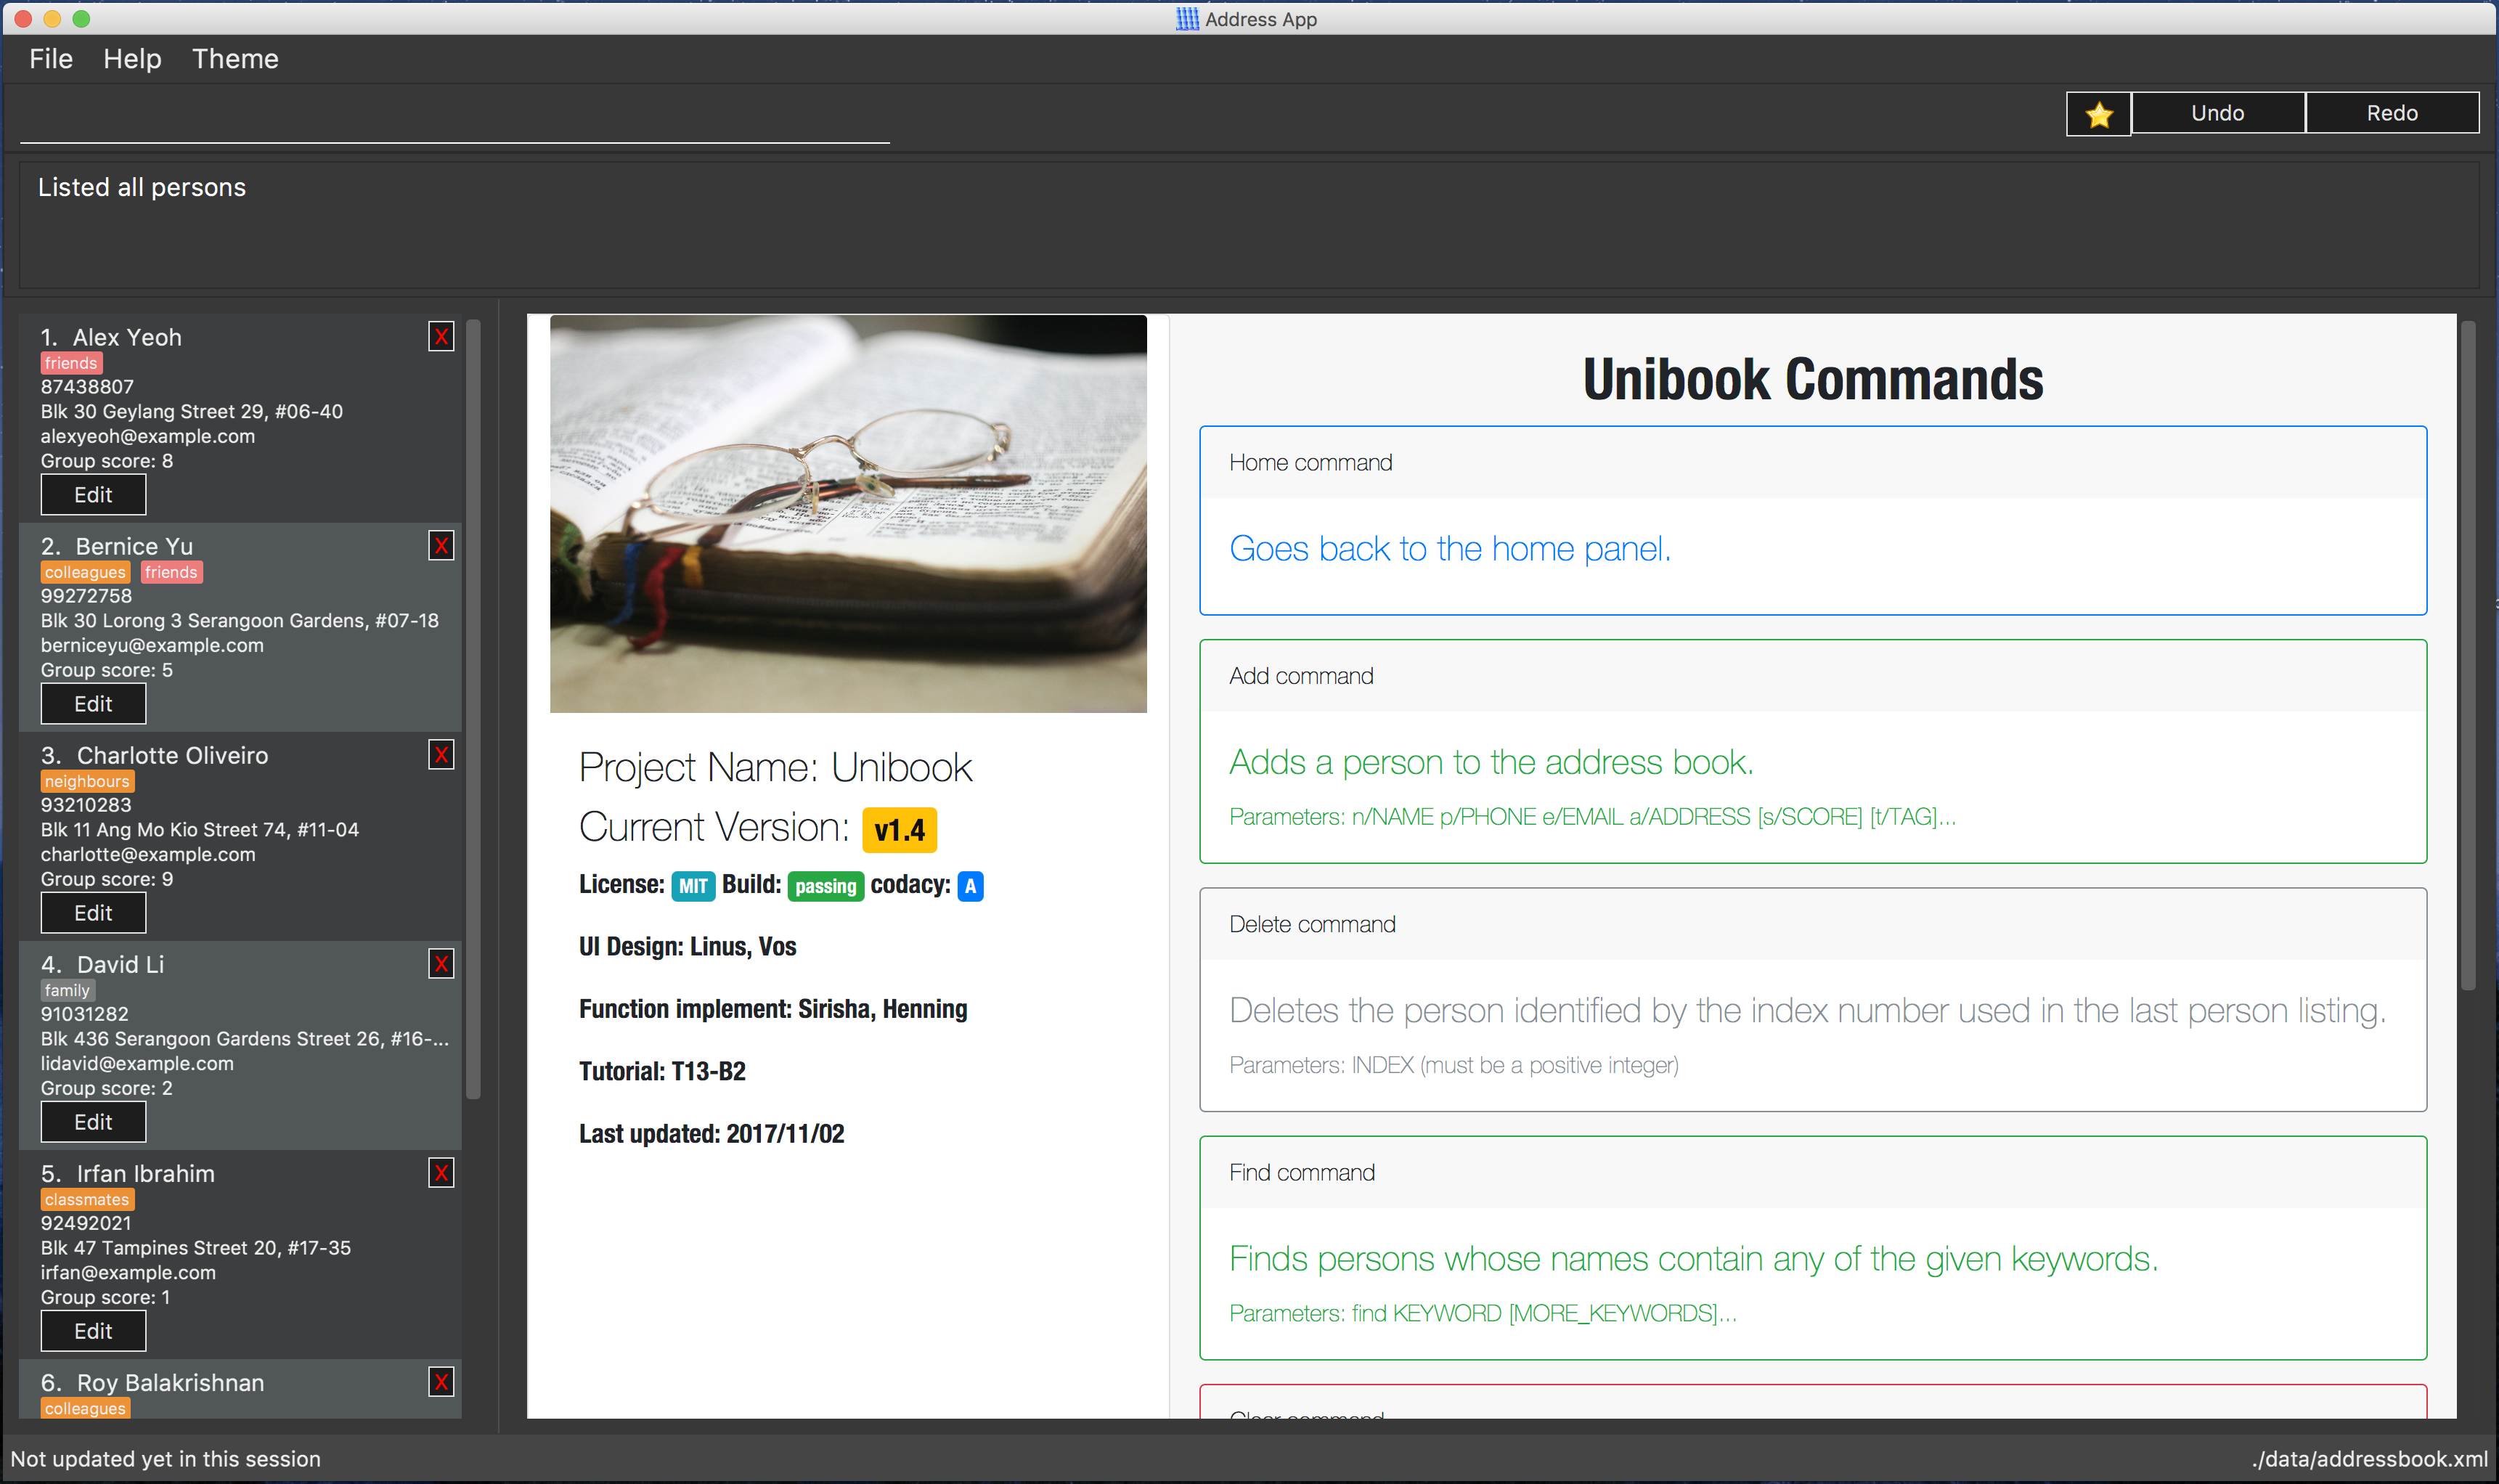 Address App
File Help Theme
Undo Redo
Listed all persons
1. Alex Yeoh
X
friends
87438807
Blk 30 Geylang Street 29, #06-40
alexyeoh@example.com
Group score: 8
Edit
2. Bernice Yu
X
colleagues friends
99272758
Blk 30 Lorong 3 Serangoon Gardens, #07-18
berniceyu@example.com
Group score: 5
Edit
3. Charlotte Oliveiro
X
neighbours
93210283
Blk 11 Ang Mo Kio Street 74, #11-04
charlotte@example.com
Group score: 9
Edit
4. David Li
X
family
91031282
Blk 436 Serangoon Gardens Street 26, #16-...
lidavid@example.com
Group score: 2
Edit
5. Irfan Ibrahim
X
classmates
92492021
Blk 47 Tampines Street 20, #17-35
irfan@example.com
Group score: 1
Edit
6. Roy Balakrishnan
X
colleagues
Project Name: Unibook
Current Version: v1.4
License: MIT Build: passing codacy: A
UI Design: Linus, Vos
Function implement: Sirisha, Henning
Tutorial: T13-B2
Last updated: 2017/11/02
Unibook Commands
Home command
Goes back to the home panel.
Add command
Adds a person to the address book.
Parameters: n/NAME p/PHONE e/EMAIL a/ADDRESS [s/SCORE] [t/TAG]...
Delete command
Deletes the person identified by the index number used in the last person listing.
Parameters: INDEX (must be a positive integer)
Find command
Finds persons whose names contain any of the given keywords.
Parameters: find KEYWORD [MORE_KEYWORDS]...
Clear command
Not updated yet in this session
./data/addressbook.xml